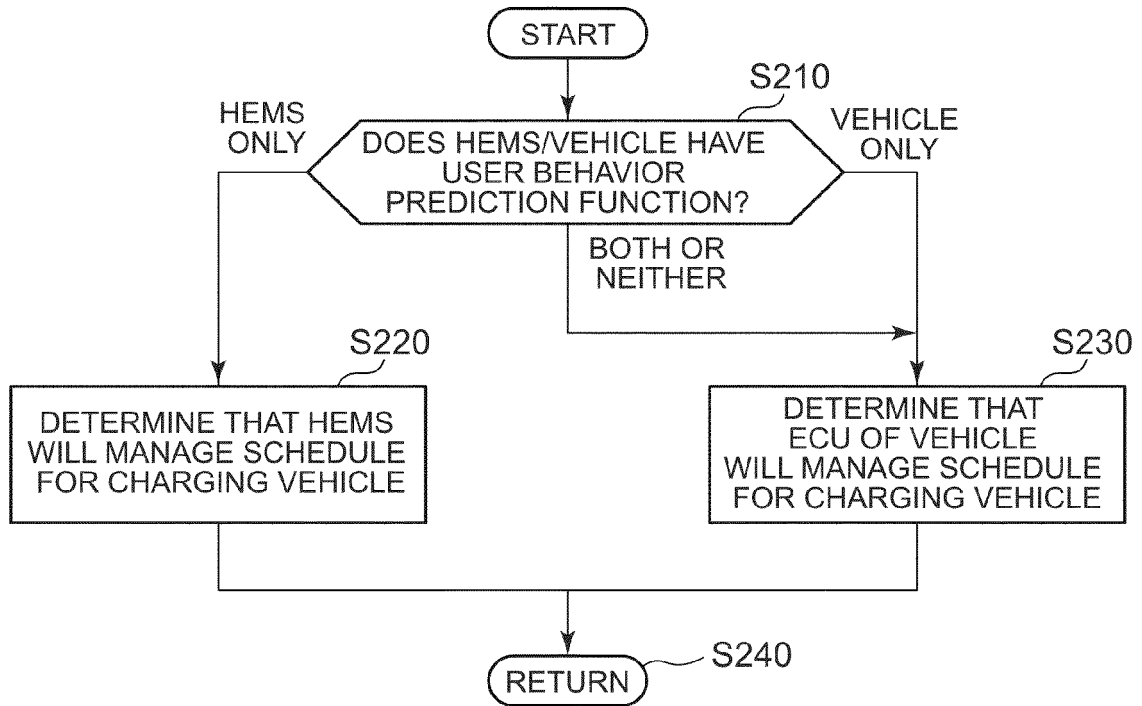 START
S210
HEMS
ONLY
DOES HEMS/VEHICLE HAVE
USER BEHAVIOR
PREDICTION FUNCTION?
VEHICLE
ONLY
BOTH OR
NEITHER
S220
DETERMINE THAT HEMS
WILL MANAGE SCHEDULE
FOR CHARGING VEHICLE
S230
DETERMINE THAT
ECU OF VEHICLE
WILL MANAGE SCHEDULE
FOR CHARGING VEHICLE
RETURN
S240